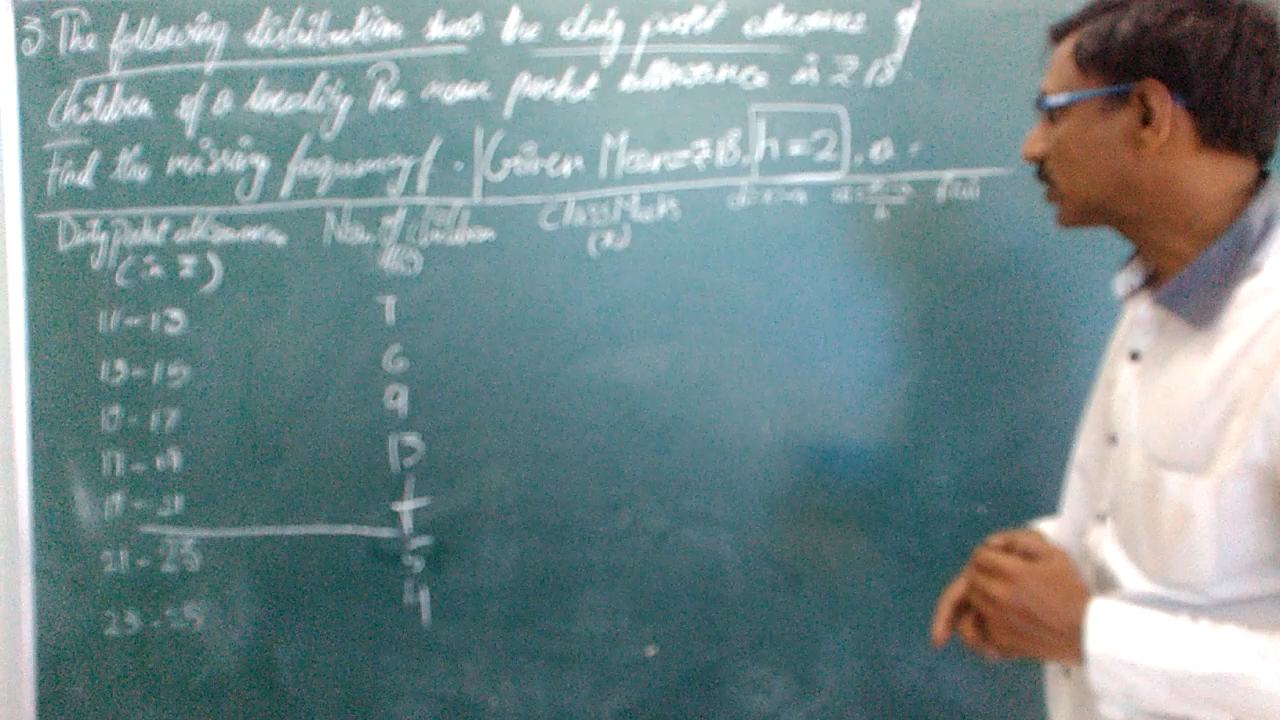 3 The following distribution shows the daily pocket allowance of
Children of a locality The mean pocket allowance is ₹ 18
Find the missing frequency f. Given Mean = ₹ 18, h = 2, a =
Daily pocket allowance No. of children Class Mark
(in ₹) (x)
11 - 13 7
13 - 15 6
15 - 17 9
17 - 19 13
19 - 21 f
21 - 23 5
23 - 25 4